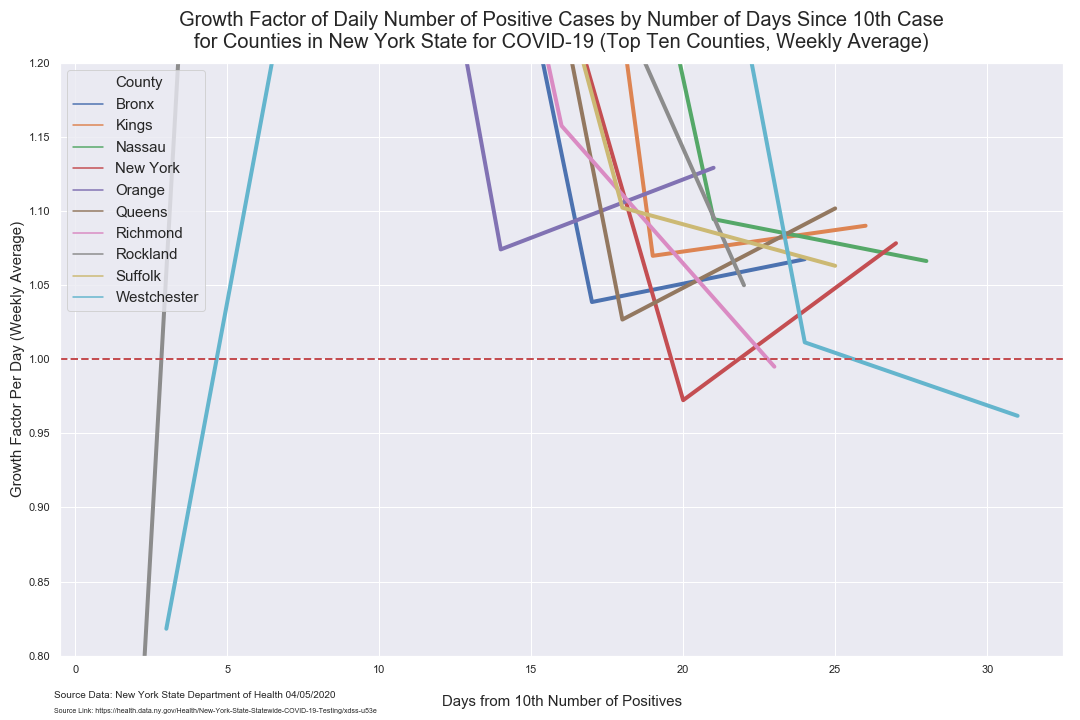 Growth Factor of Daily Number of Positive Cases by Number of Days Since 10th Case
for Counties in New York State for COVID-19 (Top Ten Counties, Weekly Average)
1.20
1.15
1.10
1.05
1.00
0.95
0.90
0.85
0.80
Growth Factor Per Day (Weekly Average)
County
Bronx
Kings
Nassau
New York
Orange
Queens
Richmond
Rockland
Suffolk
Westchester
0 5 10 15 20 25 30
Days from 10th Number of Positives
Source Data: New York State Department of Health 04/05/2020
Source Link: https://health.data.ny.gov/Health/New-York-State-Statewide-COVID-19-Testing/xdss-u53e